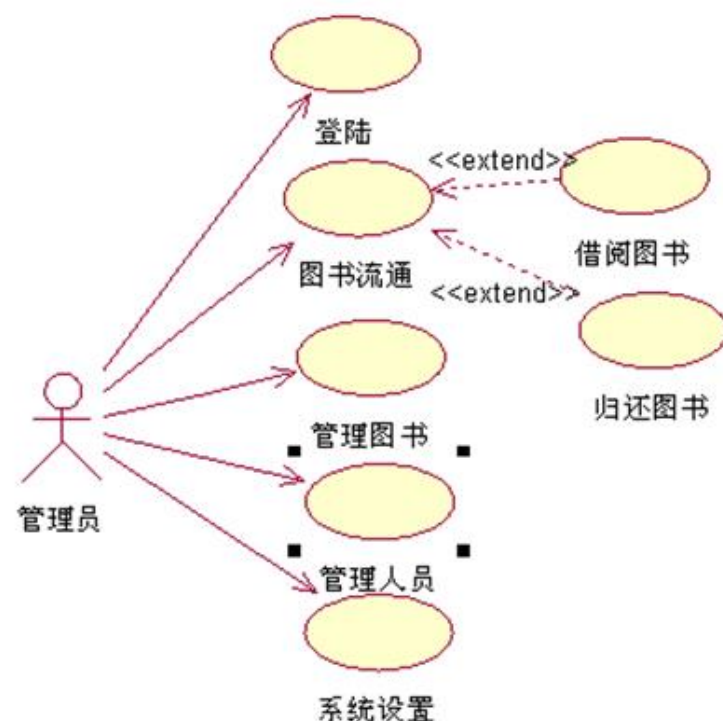 登陆
<<extend>>
图书流通
借阅图书
<<extend>>
管理图书
归还图书
管理员
管理人员
系统设置